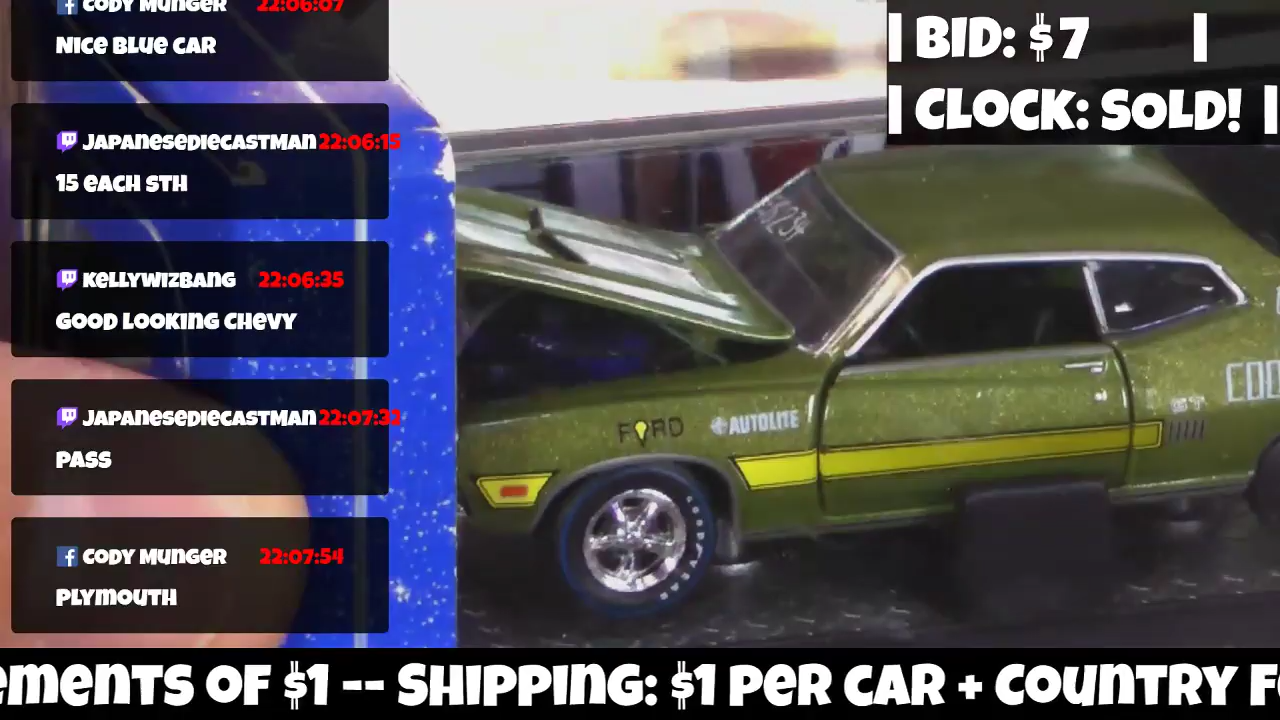 CODY MUNGER 22:06:07
NICE BLUE CAR
JAPANESEDIECASTMAN 22:06:15
15 EACH STH
KELLYWIZBANG 22:06:35
GOOD LOOKING CHEVY
JAPANESEDIECASTMAN 22:07:32
PASS
CODY MUNGER 22:07:54
PLYMOUTH
| BID: $7 |
| CLOCK: SOLD! |
FORD
AUTOLITE
EMENTS OF $1 -- SHIPPING: $1 PER CAR + COUNTRY F